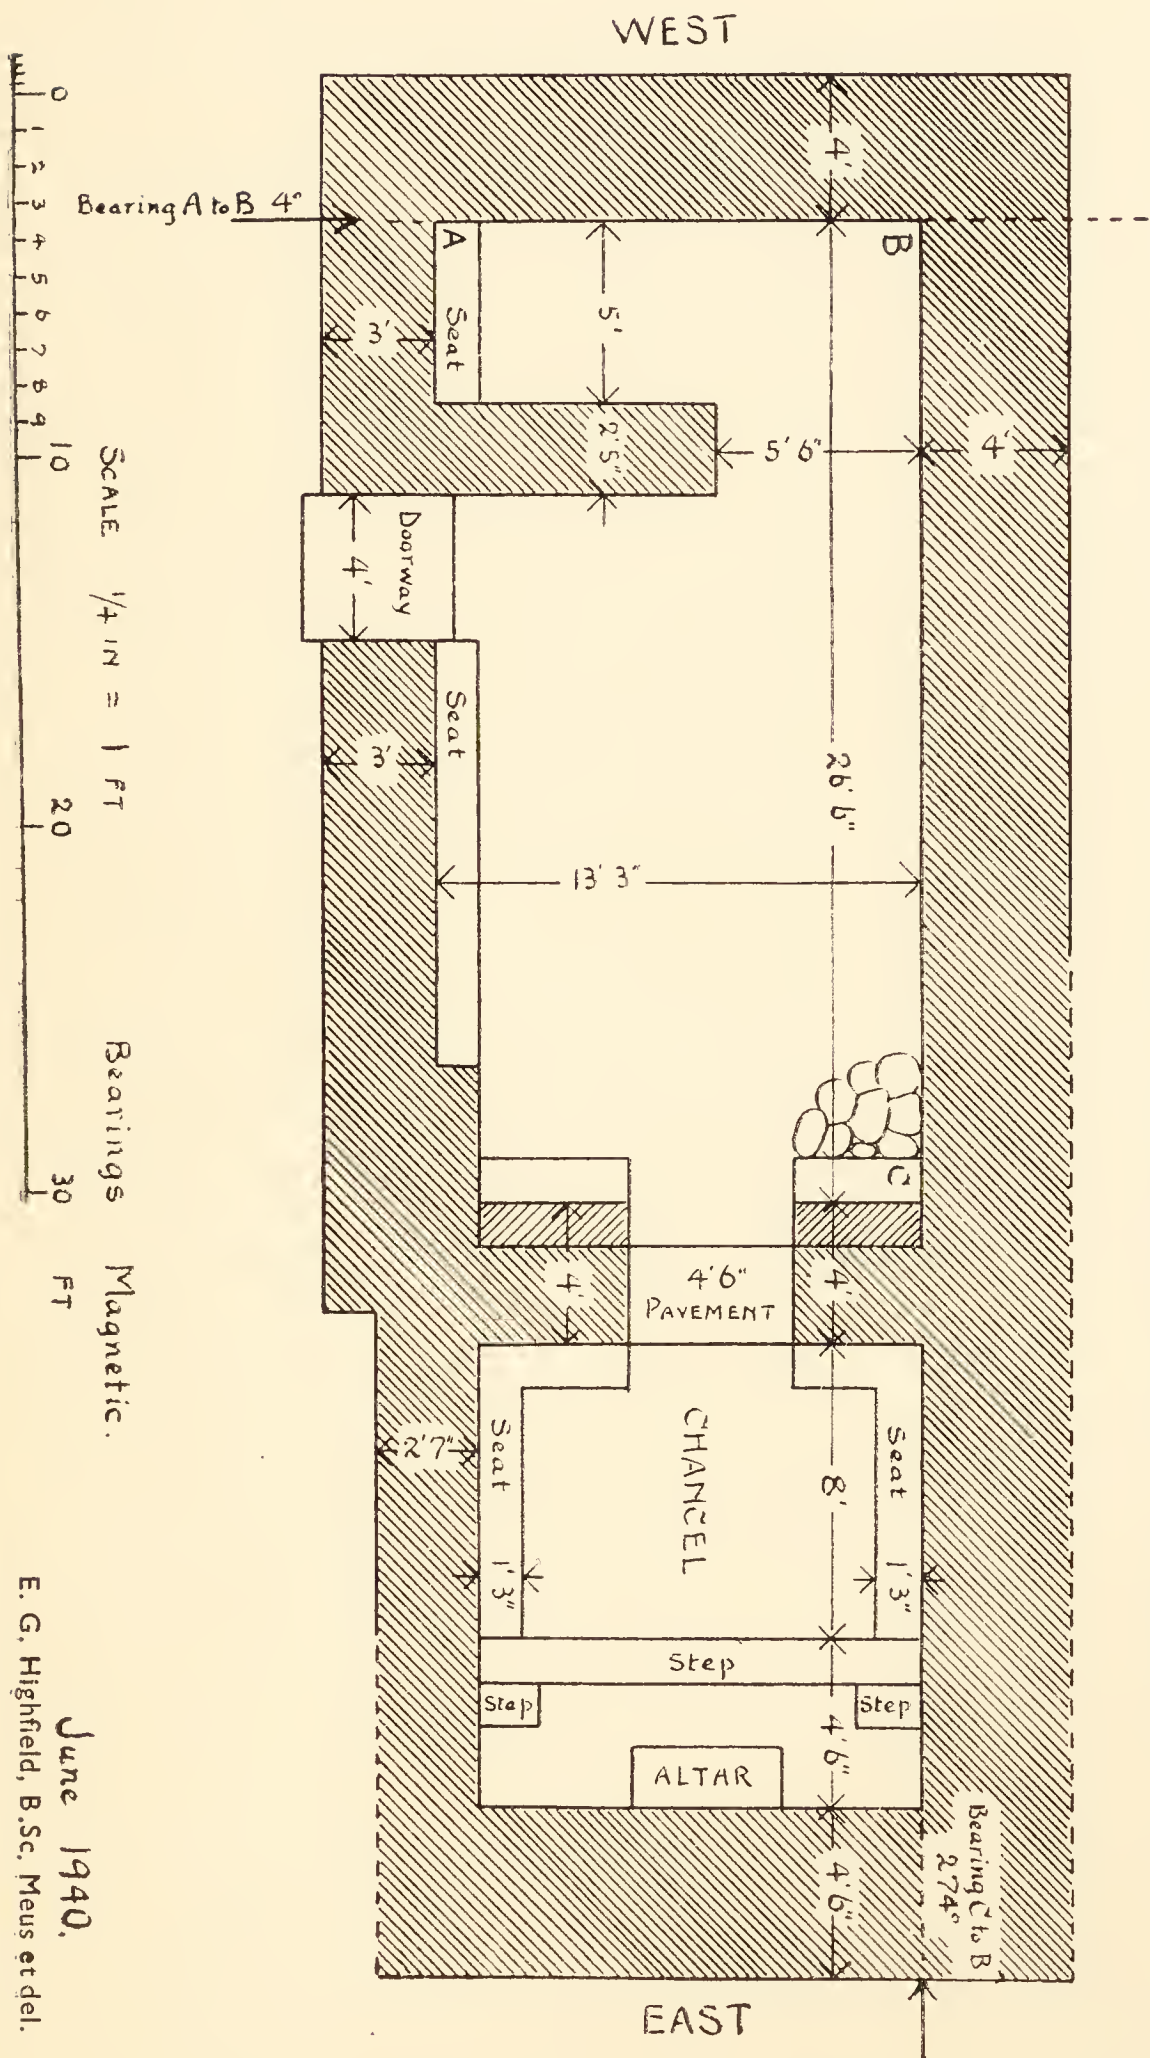 WEST
0
1
2
3
4
5
6
7
8
9
10
20
30
FT
SCALE 1/4 IN = 1 FT
Bearings Magnetic.
June 1940.
E. G. Highfield, B.Sc. Meus et del.
Bearing A to B 4°
4'
A
B
Seat
5'
3'
2'5"
5' 6"
4'
Doorway
4'
Seat
3'
26' 6"
13' 3"
C
4'
4'6"
PAVEMENT
4'
2'7"
Seat 1' 3"
CHANCEL
8'
Seat 1' 3"
Step
Step
Step
4'6"
ALTAR
4'6"
Bearing C to B
274°
EAST